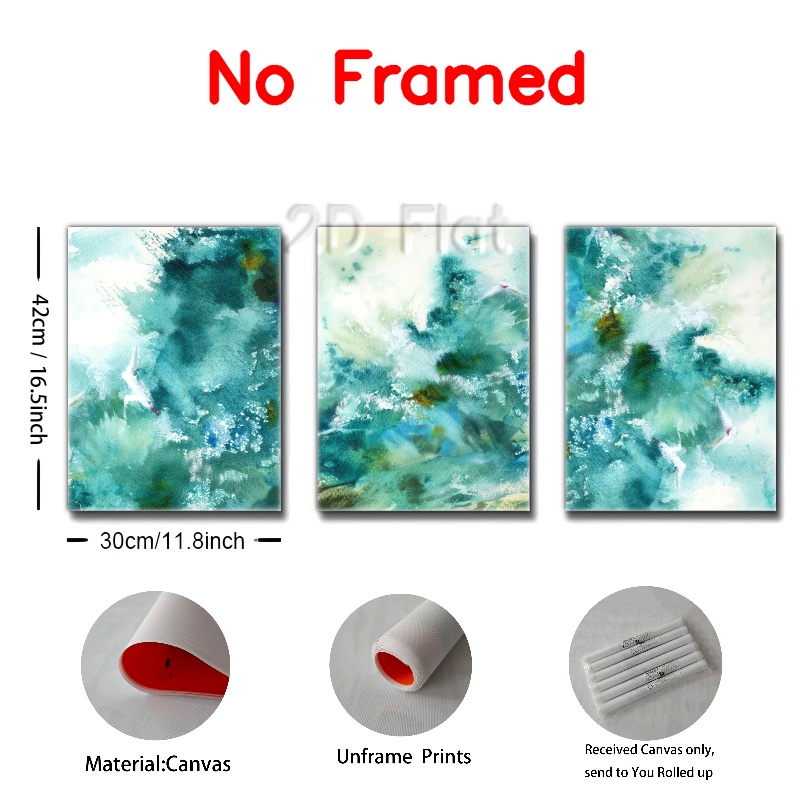 No Framed
2D Flat
42cm / 16.5inch
30cm/11.8inch
Material:Canvas
Unframe Prints
Received Canvas only,
send to You Rolled up